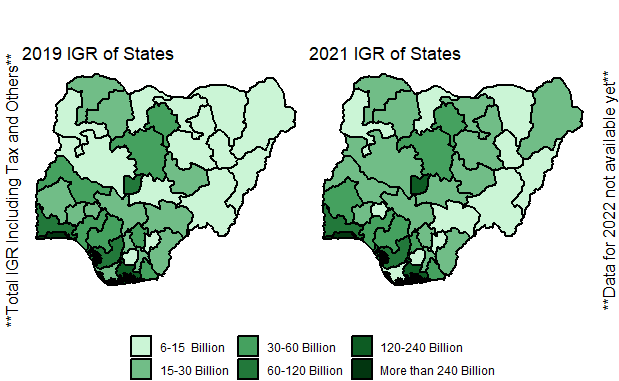 2019 IGR of States
2021 IGR of States
**Total IGR Including Tax and Others**
**Data for 2022 not available yet**
6-15 Billion
30-60 Billion
120-240 Billion
15-30 Billion
60-120 Billion
More than 240 Billion